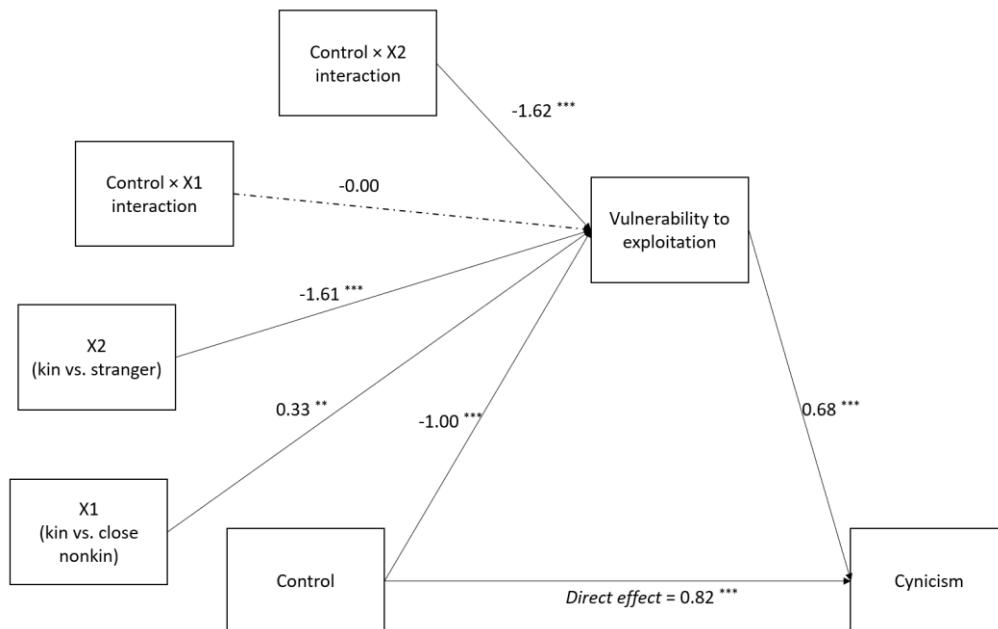 Control × X2
interaction
-1.62 ***
Control × X1
interaction
-0.00
Vulnerability to
exploitation
-1.61 ***
X2
(kin vs. stranger)
0.33 **
-1.00 ***
0.68 ***
X1
(kin vs. close
nonkin)
Control
Direct effect = 0.82 ***
Cynicism